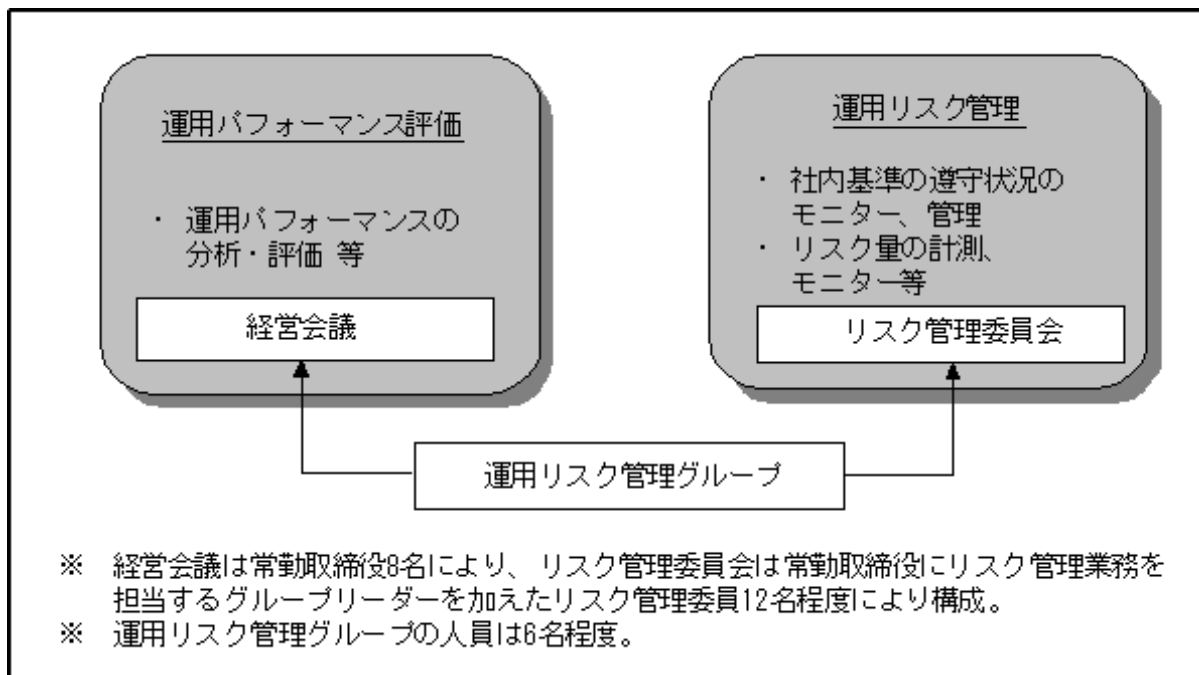 運用パフォーマンス評価
・ 運用パフォーマンスの
分析・評価 等
経営会議
運用リスク管理
・ 社内基準の遵守状況の
モニター、管理
・ リスク量の計測、
モニター等
リスク管理委員会
運用リスク管理グループ
※ 経営会議は常勤取締役8名により、リスク管理委員会は常勤取締役にリスク管理業務を
担当するグループリーダーを加えたリスク管理委員12名程度により構成。
※ 運用リスク管理グループの人員は6名程度。